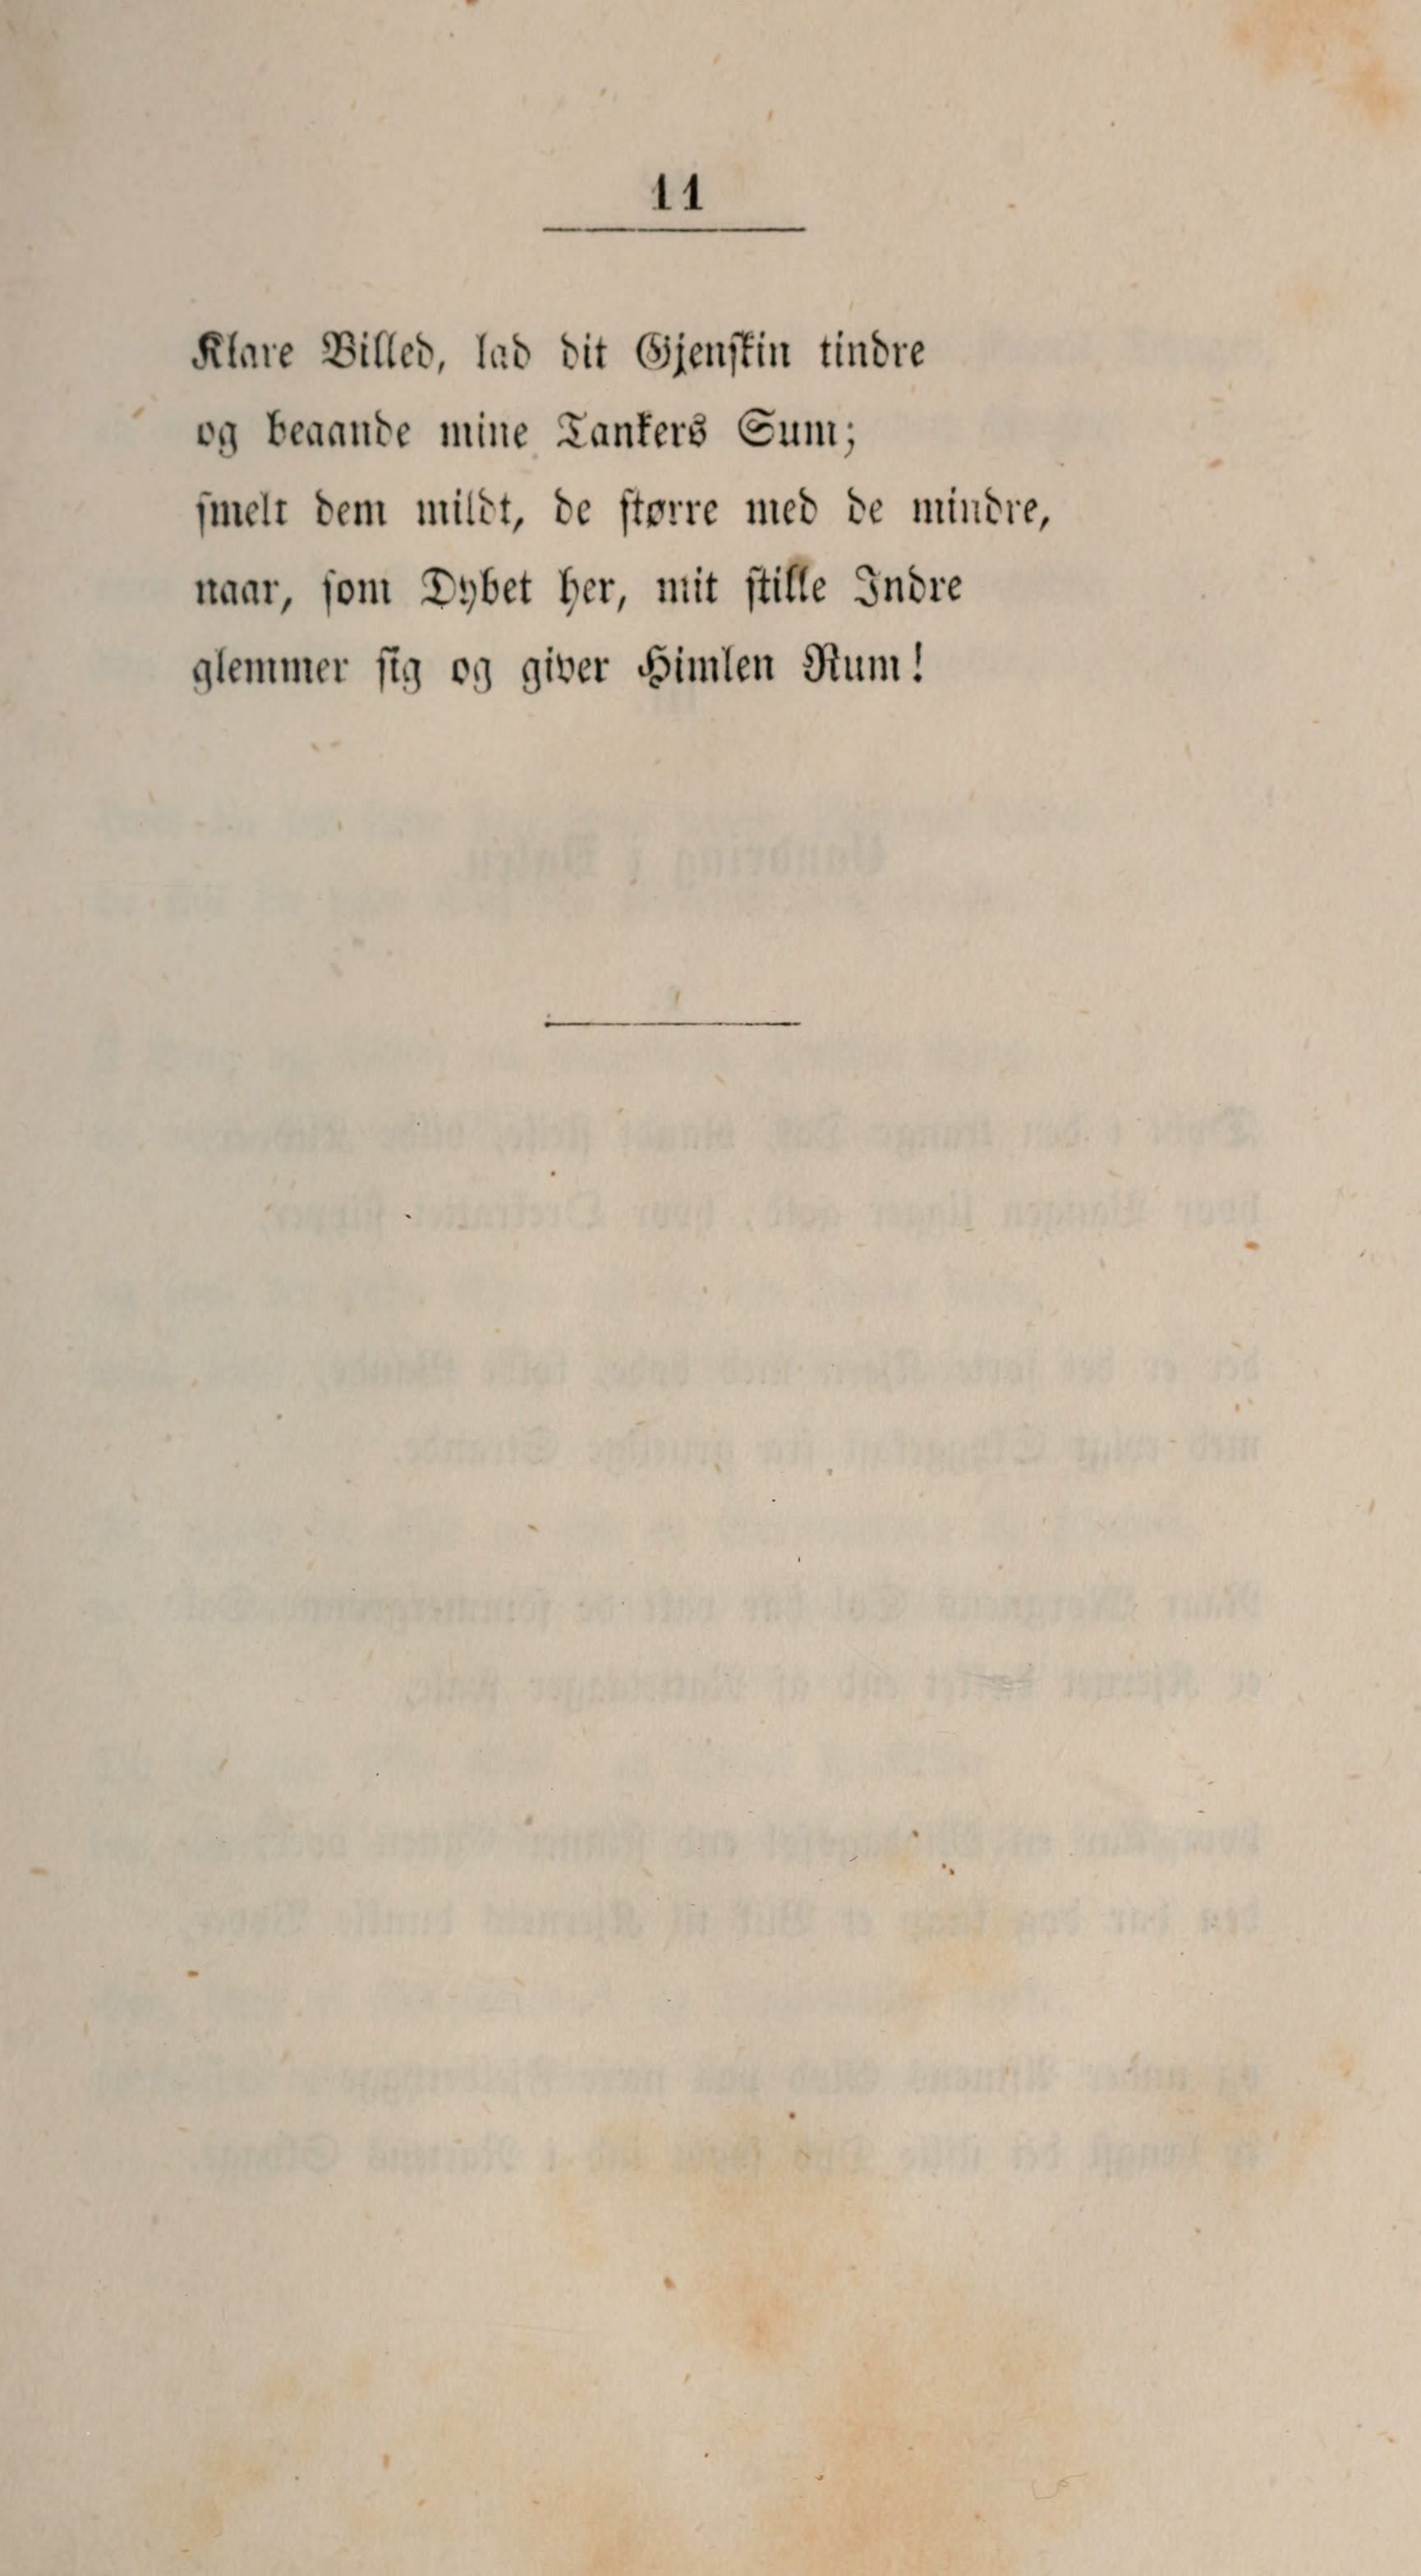 11
Klare Billed, lad dit Gjenskin tindre
og beaande mine Tankers Sum;
smelt dem mildt, de større med de mindre,
naar, som Dybet her, mit stille Indre
glemmer sig og giver Himlen Rum!